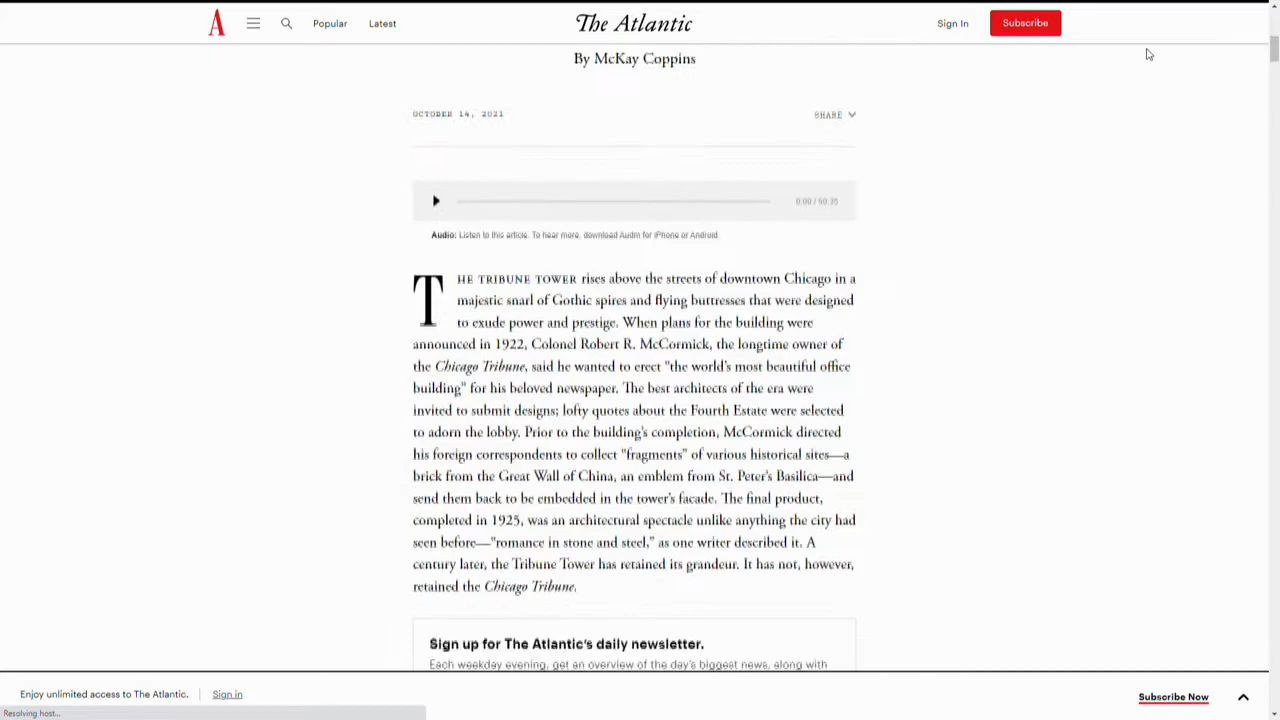 A Popular Latest The Atlantic Sign In Subscribe
By McKay Coppins
OCTOBER 14, 2021 SHARE
0:00 / 50:35
Audio: Listen to this article. To hear more, download Audm for iPhone or Android.
THE TRIBUNE TOWER rises above the streets of downtown Chicago in a
majestic snarl of Gothic spires and flying buttresses that were designed
to exude power and prestige. When plans for the building were
announced in 1922, Colonel Robert R. McCormick, the longtime owner of
the Chicago Tribune, said he wanted to erect "the world's most beautiful office
building" for his beloved newspaper. The best architects of the era were
invited to submit designs; lofty quotes about the Fourth Estate were selected
to adorn the lobby. Prior to the building's completion, McCormick directed
his foreign correspondents to collect "fragments" of various historical sites—a
brick from the Great Wall of China, an emblem from St. Peter's Basilica—and
send them back to be embedded in the tower's facade. The final product,
completed in 1925, was an architectural spectacle unlike anything the city had
seen before—"romance in stone and steel," as one writer described it. A
century later, the Tribune Tower has retained its grandeur. It has not, however,
retained the Chicago Tribune.
Sign up for The Atlantic's daily newsletter.
Each weekday evening, get an overview of the day's biggest news, along with
Enjoy unlimited access to The Atlantic. Sign in Subscribe Now
Resolving host...